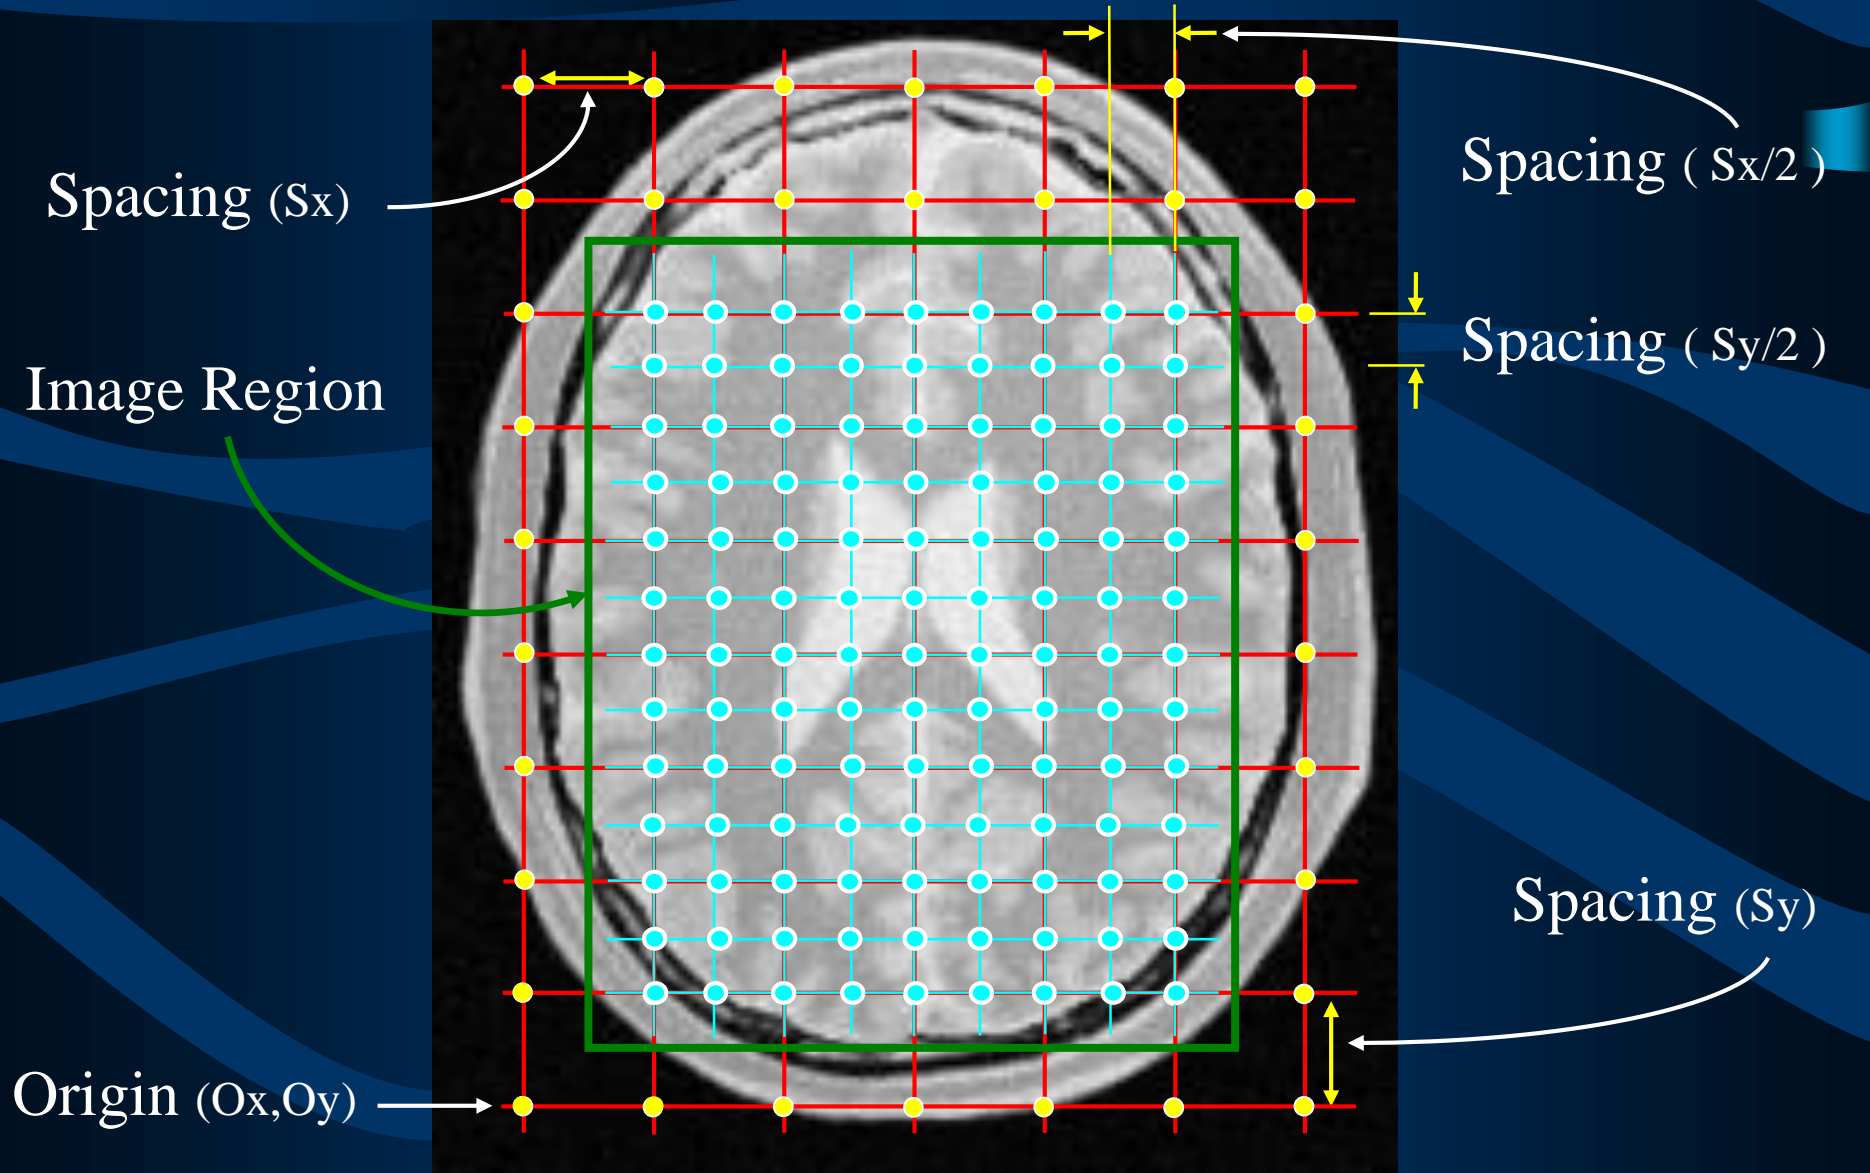 Spacing ( Sx/2 )
Spacing (Sx)
Spacing ( Sy/2 )
Image Region
Spacing (Sy)
Origin (Ox,Oy)